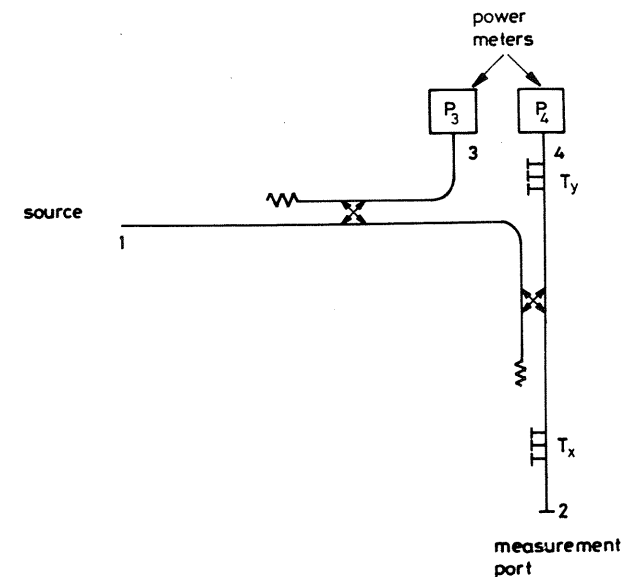 power
meters
P3
P4
3
4
Ty
source
1
Tx
2
measurement
port